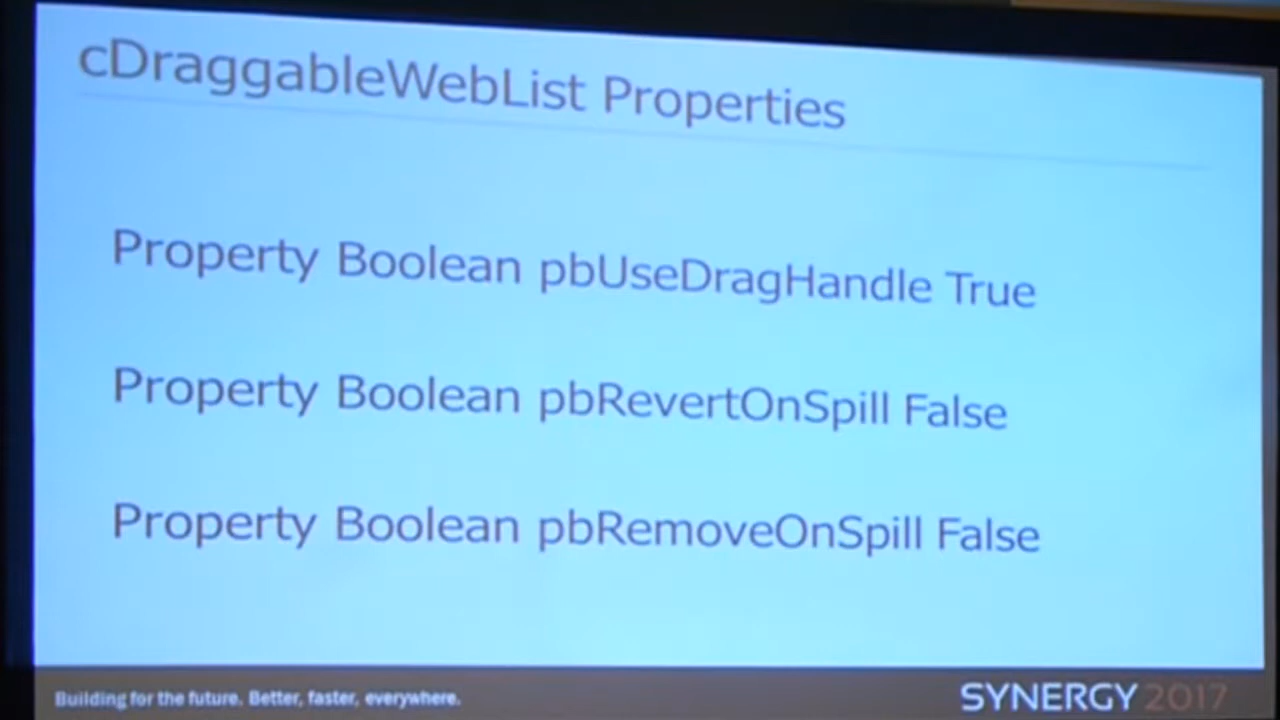 cDraggableWebList Properties
Property Boolean pbUseDragHandle True
Property Boolean pbRevertOnSpill False
Property Boolean pbRemoveOnSpill False
Building for the future. Better, faster, everywhere.
SYNERGY 2017